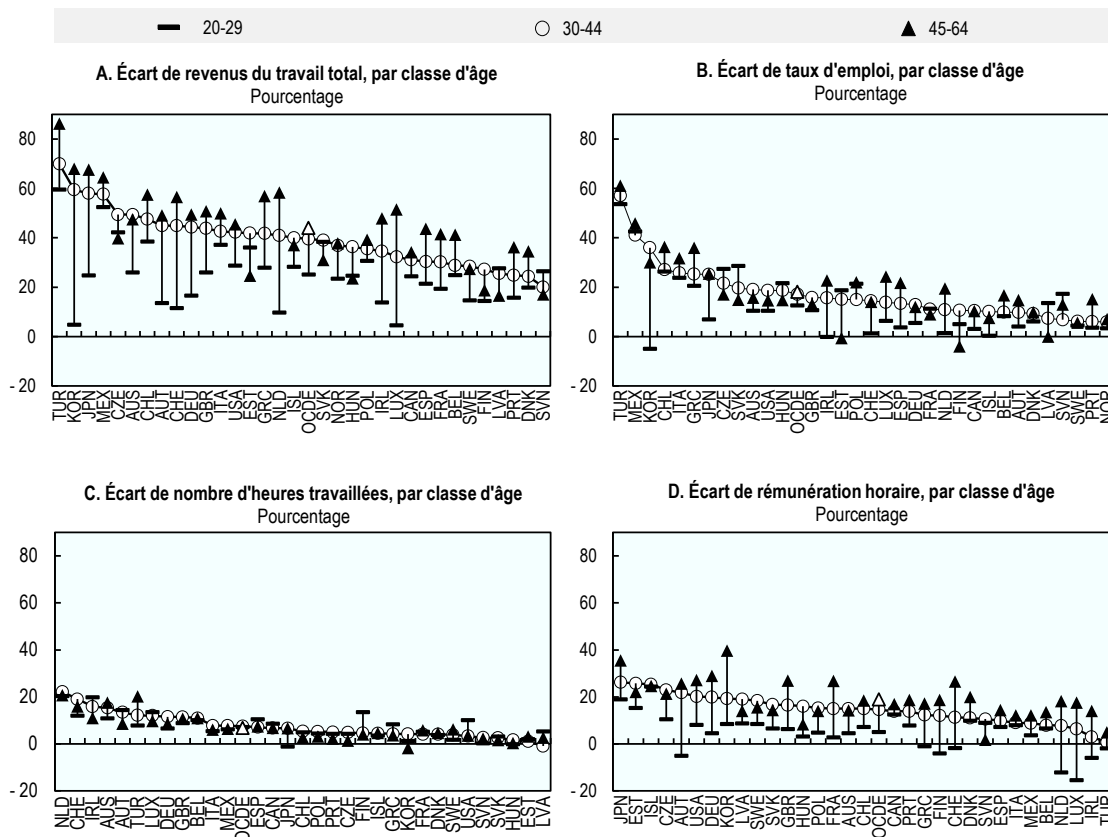 20-29 30-44 45-64
A. Écart de revenus du travail total, par classe d'âge
Pourcentage
80
60
40
20
0
- 20
TUR KOR JPN MEX CZE AUS CHL AUT CHE DEU GBR ITA USA EST GRC NLD ISL OCDE SVK NOR HUN POL IRL LUX CAN ESP FRA BEL SWE FIN LVA PRT DNK SVN
B. Écart de taux d'emploi, par classe d'âge
Pourcentage
80
60
40
20
0
- 20
TUR MEX KOR CHL ITA GRC JPN CZE SVK AUS USA HUN OCDE GBR IRL EST POL CHE LUX ESP DEU FRA NLD FIN CAN ISL BEL AUT DNK LVA SVN SWE PRT NOR
C. Écart de nombre d'heures travaillées, par classe d'âge
Pourcentage
80
60
40
20
0
- 20
NLD CHE IRL AUS AUT TUR LUX DEU GBR BEL ITA MEX OCDE ESP CAN JPN CHL POL PRT CZE FIN ISL GRC KOR FRA DNK SWE USA SVN SVK HUN EST LVA
D. Écart de rémunération horaire, par classe d'âge
Pourcentage
80
60
40
20
0
- 20
JPN EST ISL CZE AUT USA DEU KOR LVA SWE SVK GBR HUN POL FRA AUS CHL OCDE CAN PRT GRC FIN CHE DNK SVN ESP ITA MEX BEL NLD LUX IRL TUR